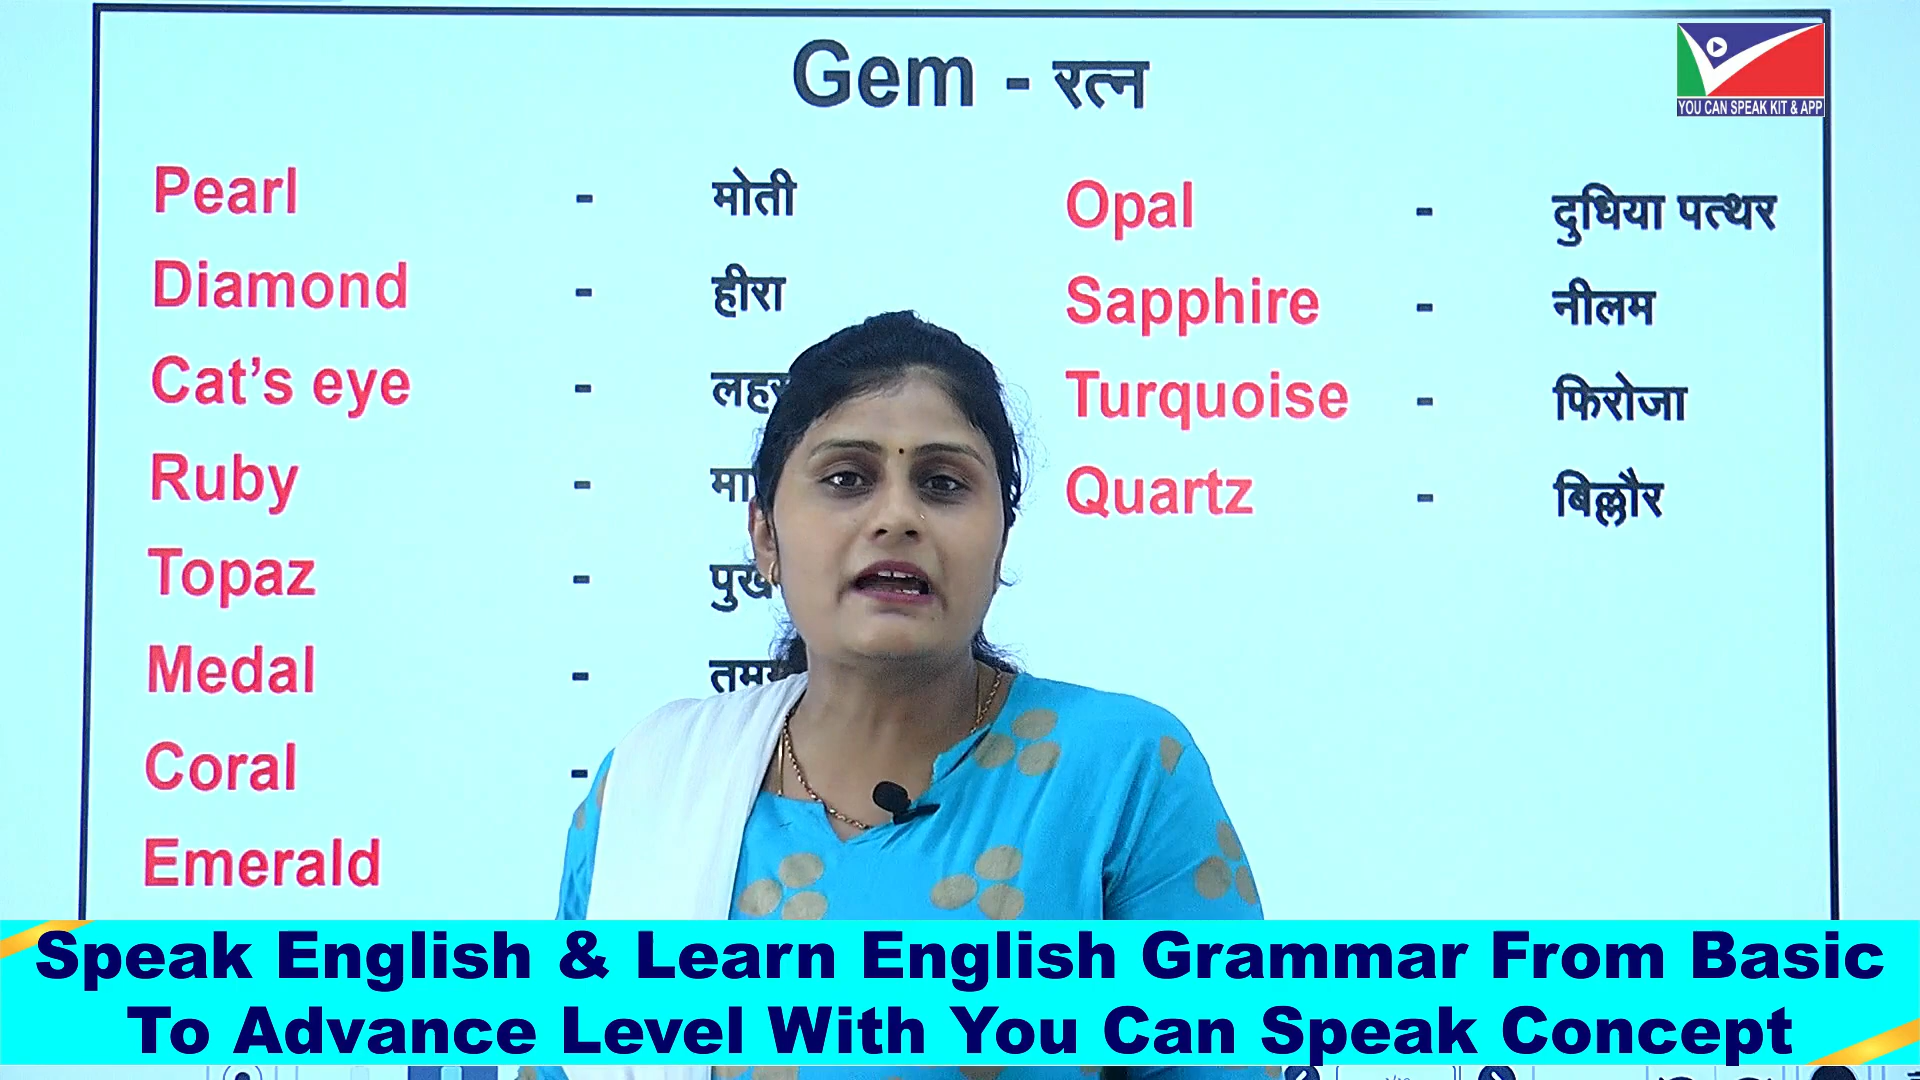 Gem - रत्न
YOU CAN SPEAK KIT & APP
Pearl - मोती
Diamond - हीरा
Cat's eye -
Ruby -
Topaz -
Medal -
Coral -
Emerald
Opal - दुधिया पत्थर
Sapphire - नीलम
Turquoise - फिरोजा
Quartz - बिल्लौर
Speak English & Learn English Grammar From Basic
To Advance Level With You Can Speak Concept